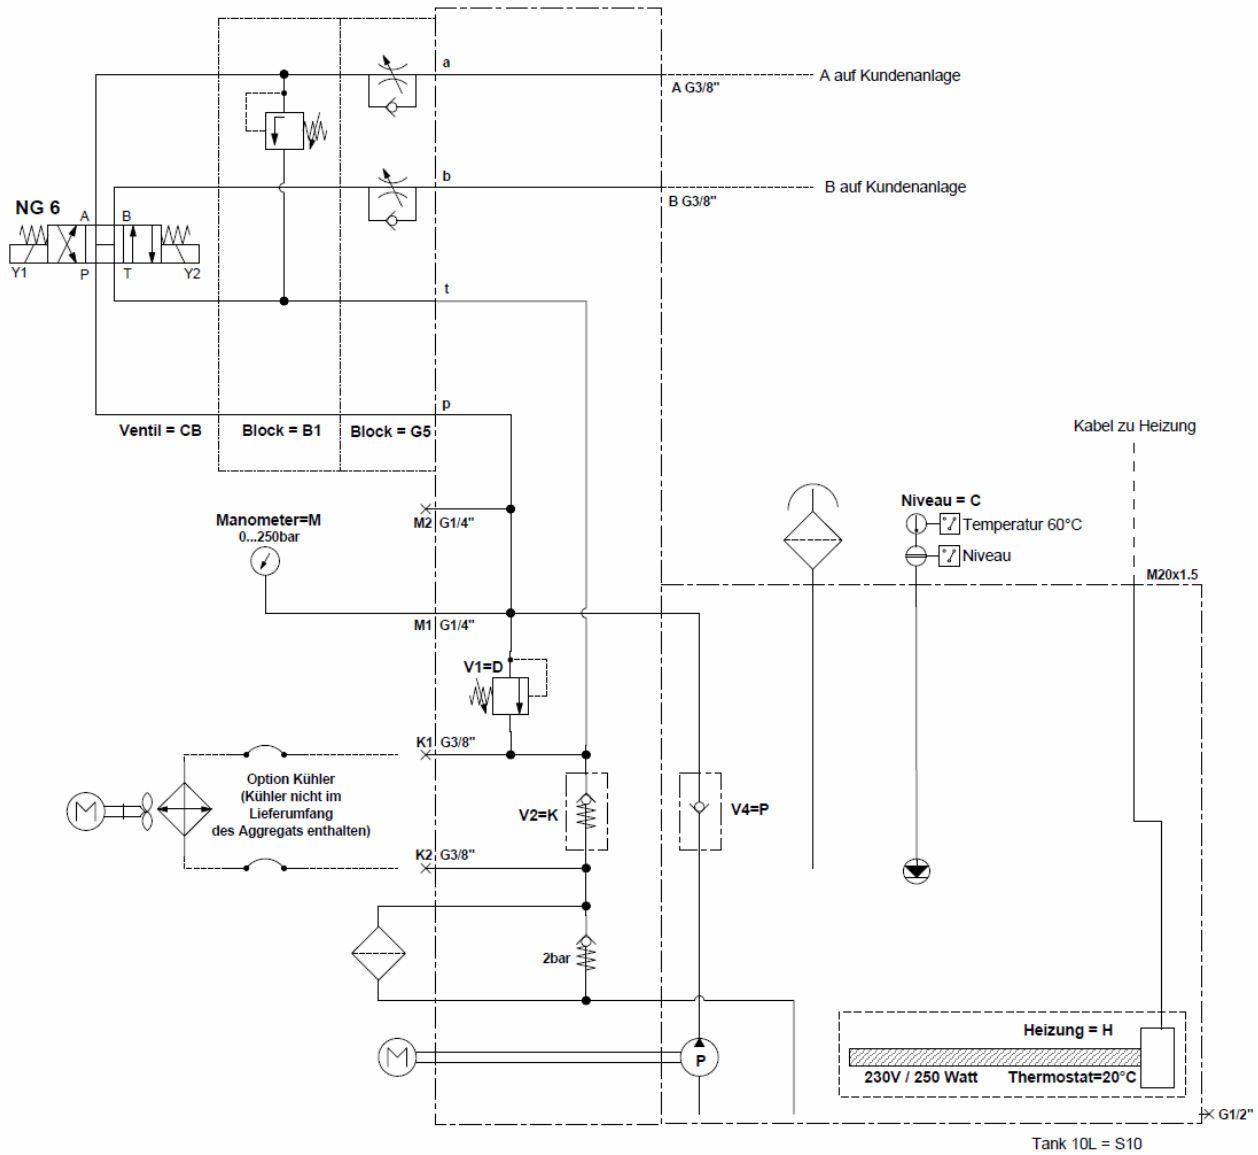 a
A G3/8"
A auf Kundenanlage
b
B G3/8"
B auf Kundenanlage
NG 6
A
B
Y1
P
T
Y2
t
p
Ventil = CB
Block = B1
Block = G5
Kabel zu Heizung
Manometer=M
0...250bar
M2
G1/4"
Niveau = C
Temperatur 60°C
Niveau
M20x1.5
M1
G1/4"
V1=D
K1
G3/8"
Option Kühler
(Kühler nicht im
Lieferumfang
des Aggregats enthalten)
M
V2=K
V4=P
K2
G3/8"
2bar
M
P
Heizung = H
230V / 250 Watt
Thermostat=20°C
G1/2"
Tank 10L = S10